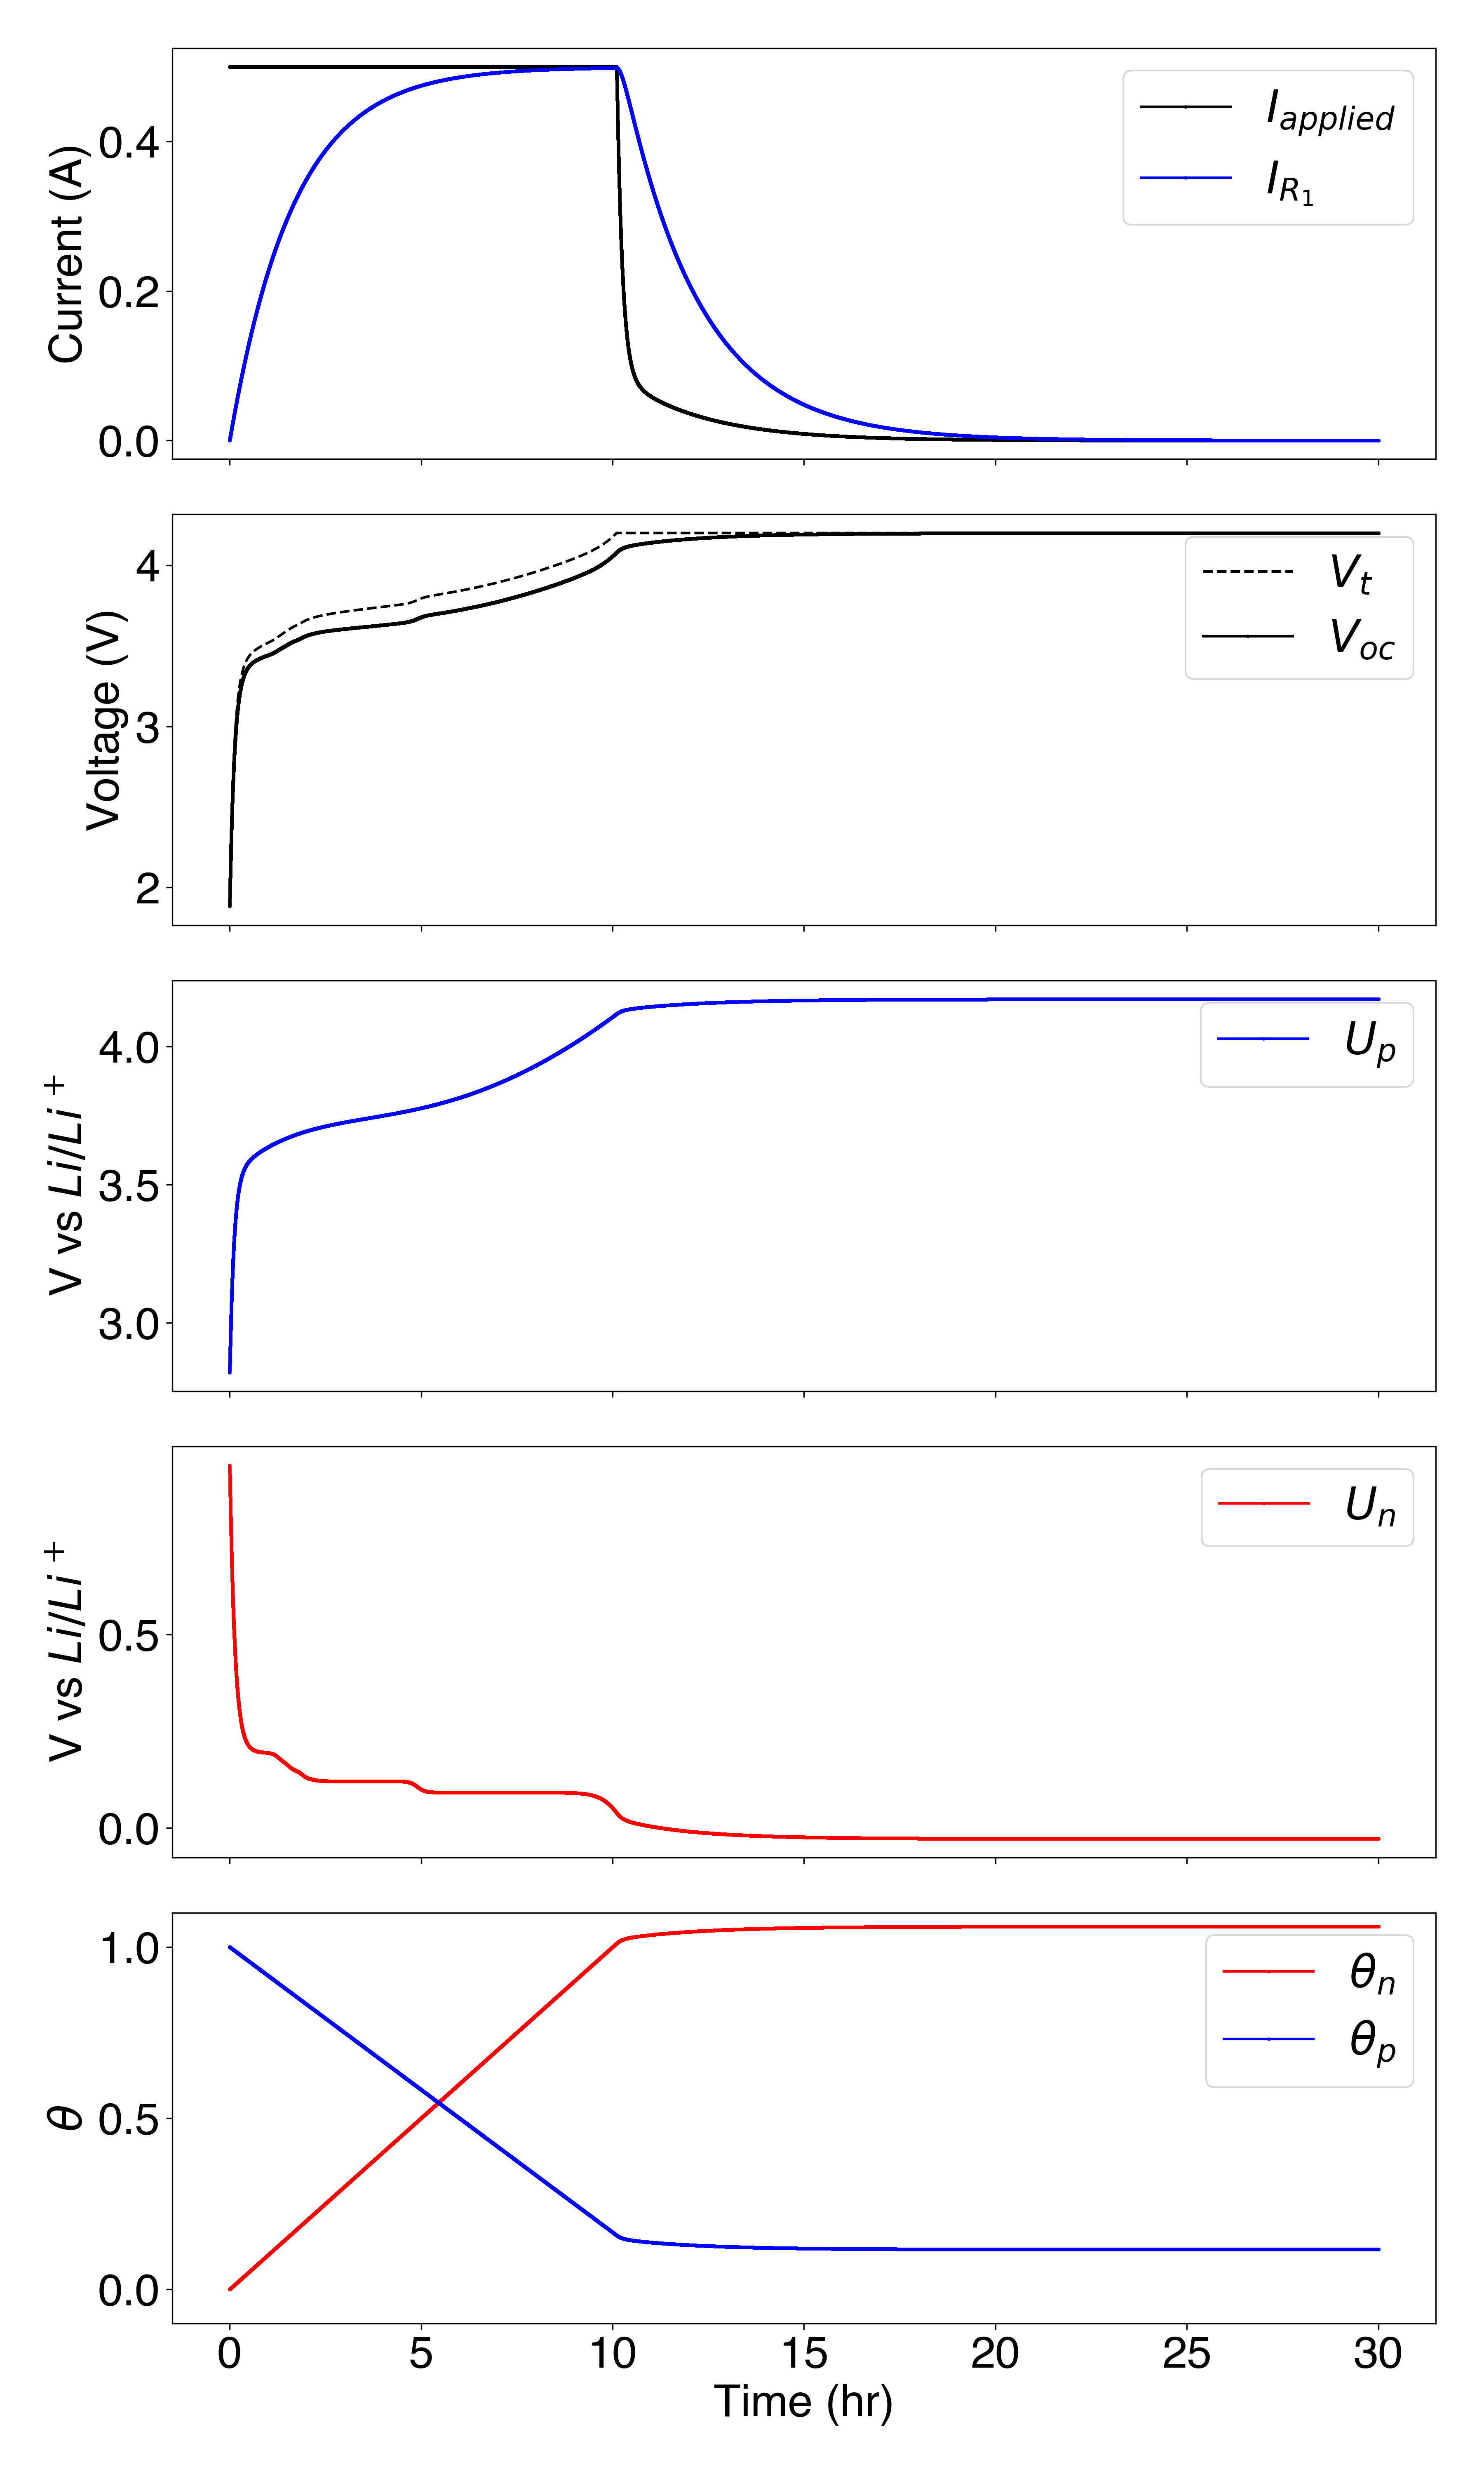 Current (A)
0.4
0.2
0.0
I_applied
I_R_1
Voltage (V)
4
3
2
V_t
V_oc
V vs Li/Li^+
4.0
3.5
3.0
U_p
V vs Li/Li^+
0.5
0.0
U_n
θ
1.0
0.5
0.0
θ_n
θ_p
0 5 10 15 20 25 30
Time (hr)